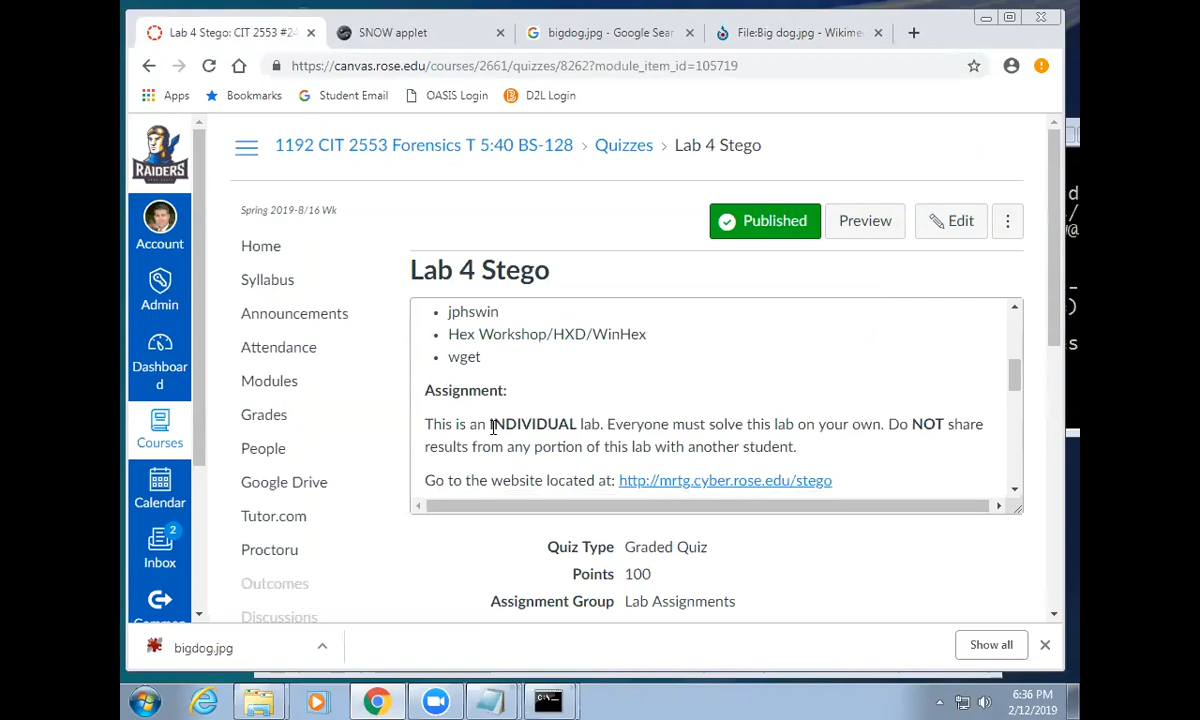 Lab 4 Stego: CIT 2553 #24
SNOW applet
bigdog.jpg - Google Sear
File:Big dog.jpg - Wikime
https://canvas.rose.edu/courses/2661/quizzes/8262?module_item_id=105719
Apps
Bookmarks
Student Email
OASIS Login
D2L Login
RAIDERS
1192 CIT 2553 Forensics T 5:40 BS-128 › Quizzes › Lab 4 Stego
Account
Admin
Dashboar
d
Courses
Calendar
2
Inbox
Spring 2019-8/16 Wk
Home
Syllabus
Announcements
Attendance
Modules
Grades
People
Google Drive
Tutor.com
Proctoru
Outcomes
Discussions
Published
Preview
Edit
Lab 4 Stego
• jphswin
• Hex Workshop/HXD/WinHex
• wget
Assignment:
This is an INDIVIDUAL lab. Everyone must solve this lab on your own. Do NOT share
results from any portion of this lab with another student.
Go to the website located at: http://mrtg.cyber.rose.edu/stego
Quiz Type Graded Quiz
Points 100
Assignment Group Lab Assignments
bigdog.jpg
Show all
6:36 PM
2/12/2019